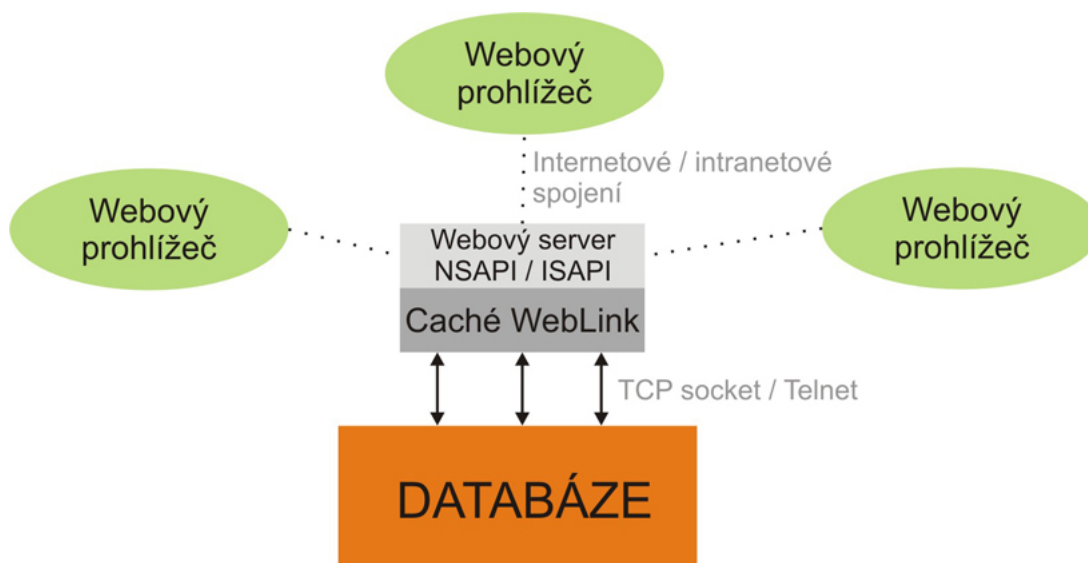 Webový
prohlížeč
Internetové / intranetové
spojení
Webový
prohlížeč
Webový
prohlížeč
Webový server
NSAPI / ISAPI
Caché WebLink
TCP socket / Telnet
DATABÁZE